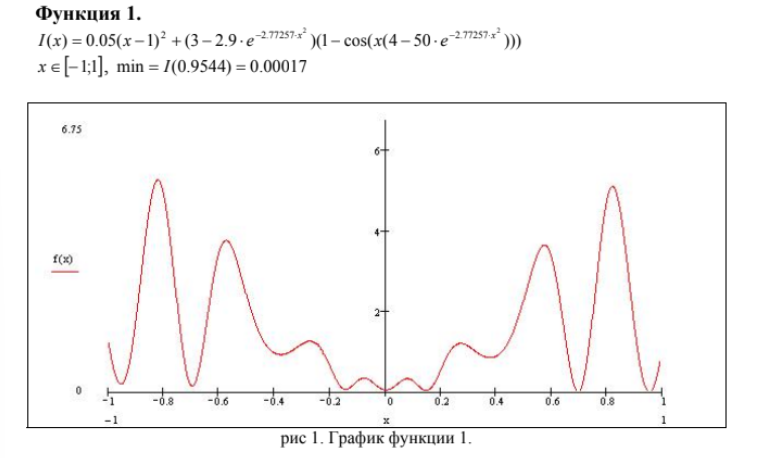 Функция 1.
I(x) = 0.05(x−1)² + (3 − 2.9·e^{−2.77257·x²})(1 − cos(x(4 − 50·e^{−2.77257·x²})))
x ∈ [−1;1], min = I(0.9544) = 0.00017
6.75
6
4
f(x)
2
0
−1 −0.8 −0.6 −0.4 −0.2 0 0.2 0.4 0.6 0.8 1
−1 x 1
рис 1. График функции 1.